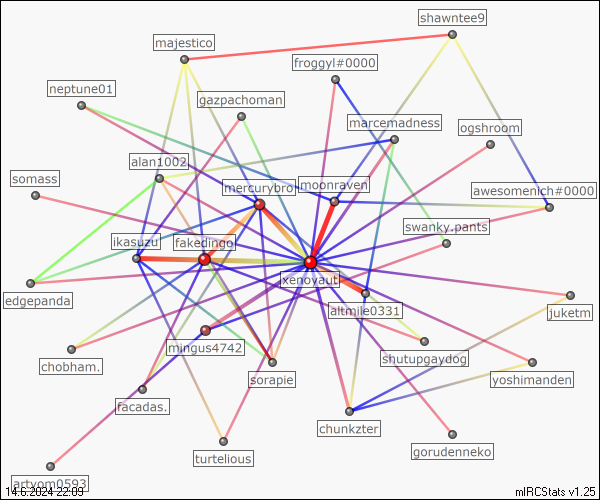 shawntee9
majestico
froggyl#0000
neptune01
gazpachoman
marcemadness
ogshroom
alan1002
somass
mercurybro
moonraven
awesomenich#0000
swanky.pants
ikasuzu
fakedingo
xenoyaut
edgepanda
altmile0331
juketm
mingus4742
chobham.
shutupgaydog
sorapie
yoshimanden
facadas.
chunkzter
turtelious
gorudenneko
artyom0593
14.6.2024 22:09
mIRCStats v1.25